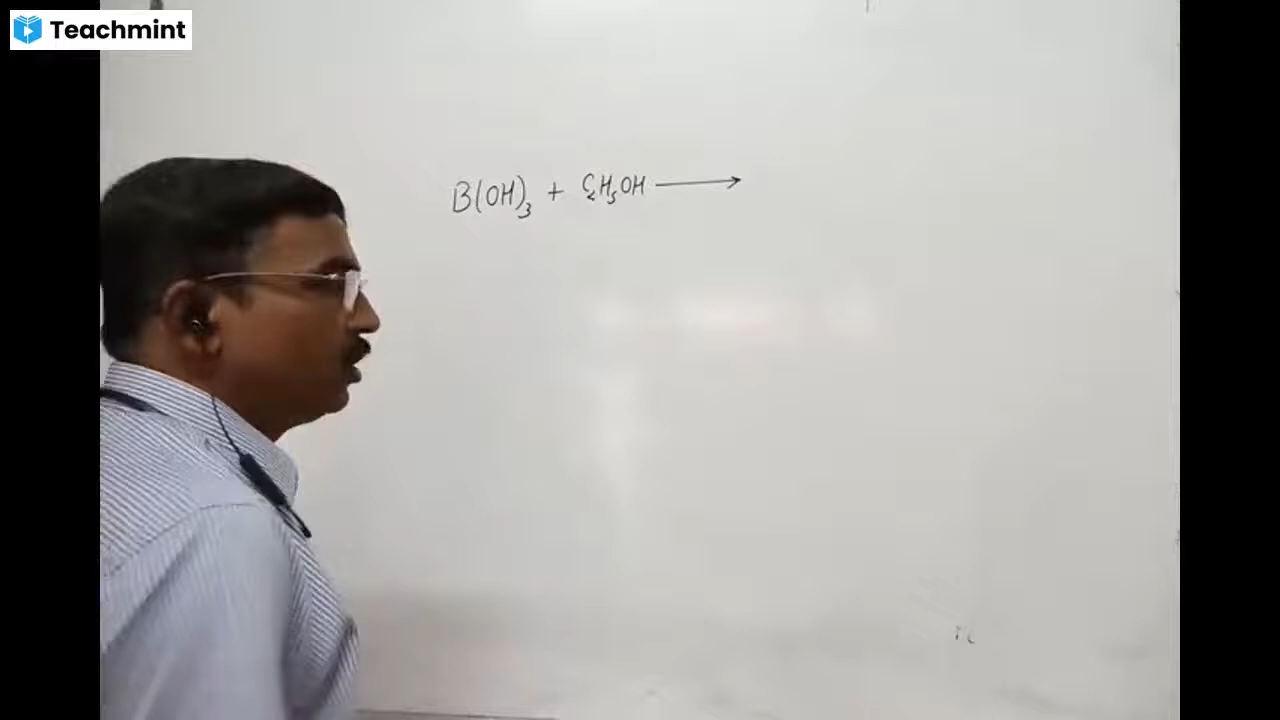 Teachmint
B(OH)₃ + C₂H₅OH ⟶